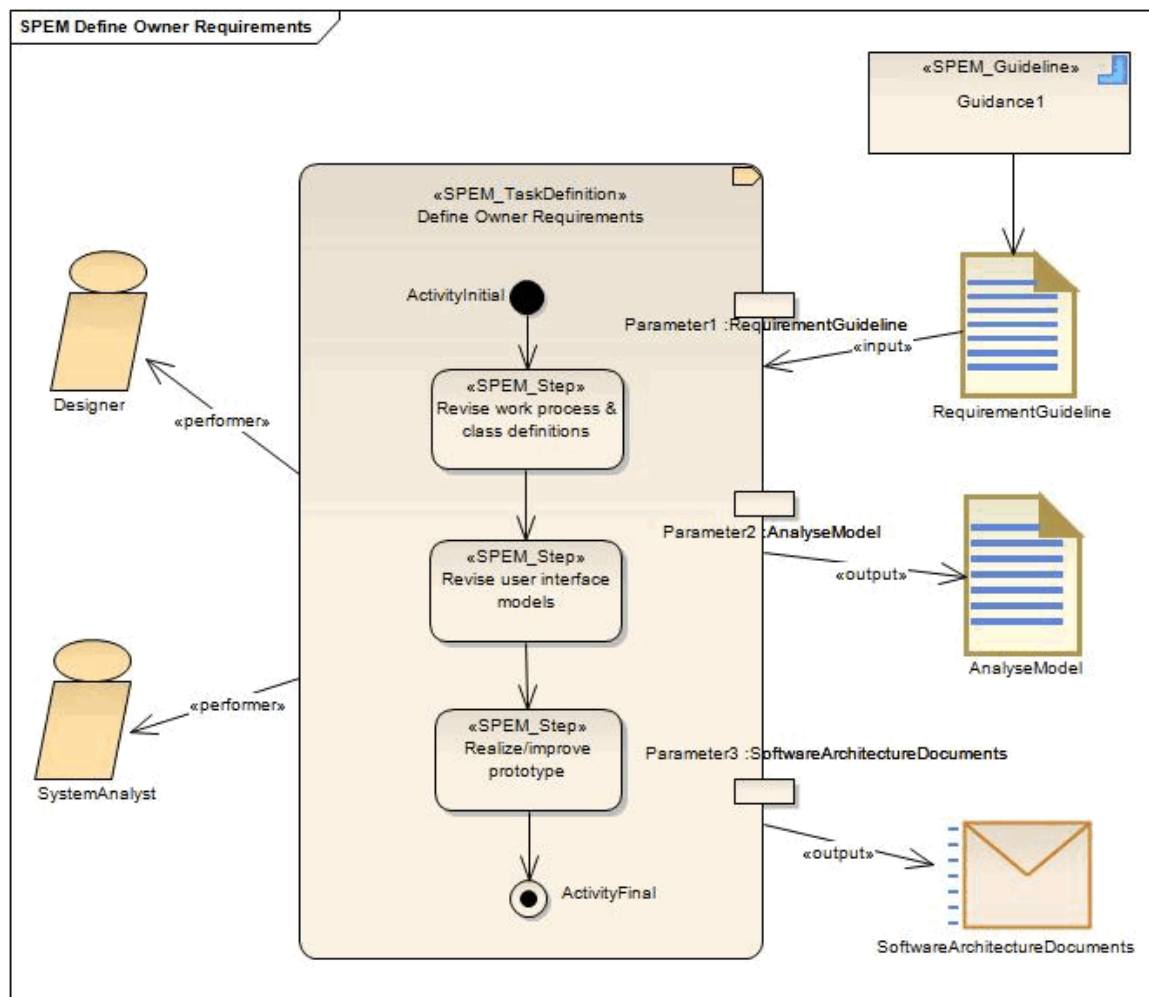 SPEM Define Owner Requirements
«SPEM_Guideline»
Guidance1
«SPEM_TaskDefinition»
Define Owner Requirements
ActivityInitial
Parameter1 :RequirementGuideline
«input»
RequirementGuideline
Designer
«performer»
«SPEM_Step»
Revise work process &
class definitions
Parameter2 :AnalyseModel
«output»
AnalyseModel
«SPEM_Step»
Revise user interface
models
SystemAnalyst
«performer»
«SPEM_Step»
Realize/improve
prototype
Parameter3 :SoftwareArchitectureDocuments
«output»
SoftwareArchitectureDocuments
ActivityFinal